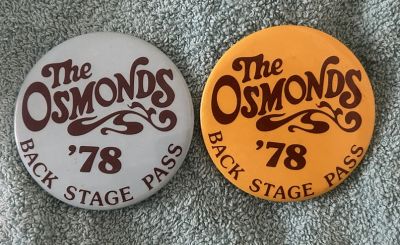 The
OSMONDS
'78
BACK STAGE PASS
The
OSMONDS
'78
BACK STAGE PASS